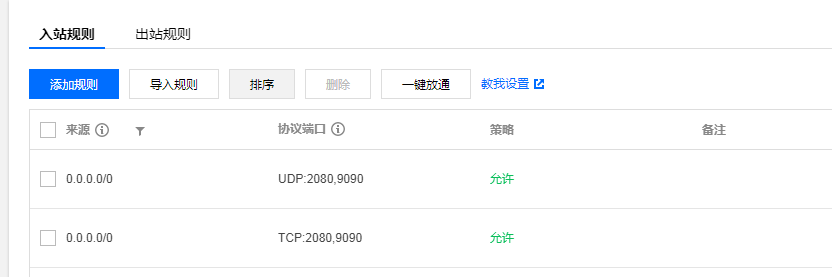 入站规则 出站规则
添加规则 导入规则 排序 删除 一键放通 教我设置
来源 协议端口 策略 备注
0.0.0.0/0 UDP:2080,9090 允许
0.0.0.0/0 TCP:2080,9090 允许